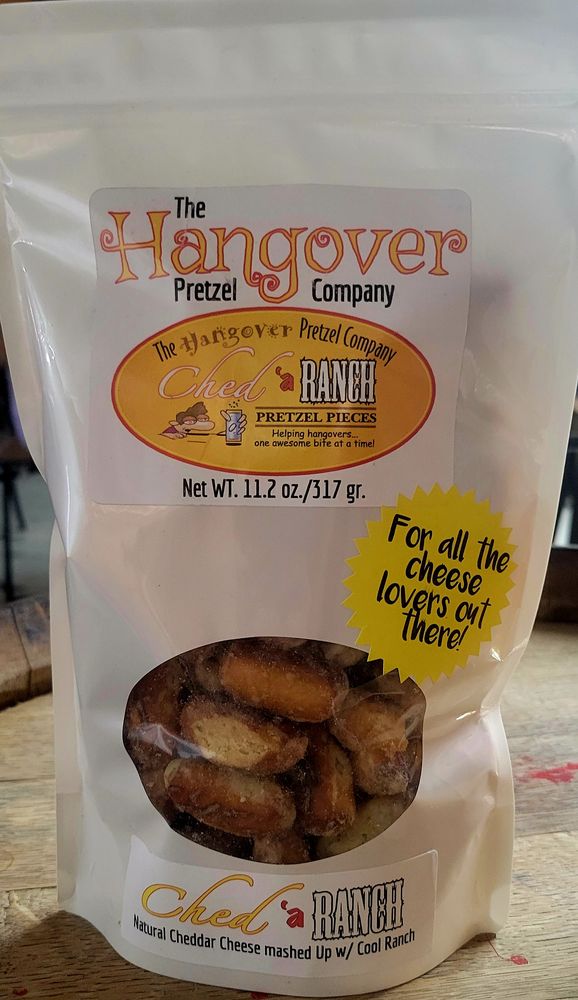 The
Hangover
Pretzel Company
The Hangover Pretzel Company
Ched 'a RANCH
PRETZEL PIECES
Helping hangovers...
one awesome bite at a time!
Net WT. 11.2 oz./317 gr.
For all the
cheese
lovers out
there!
Ched 'a RANCH
Natural Cheddar Cheese mashed Up w/ Cool Ranch